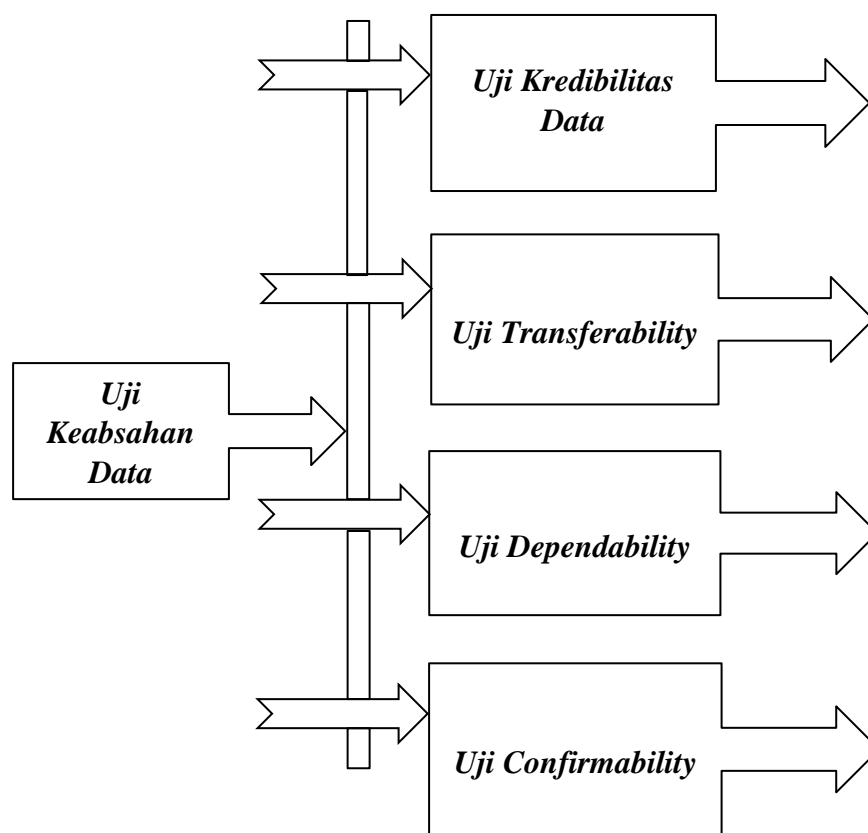 Uji Kredibilitas
Data
Uji Transferability
Uji
Keabsahan
Data
Uji Dependability
Uji Confirmability